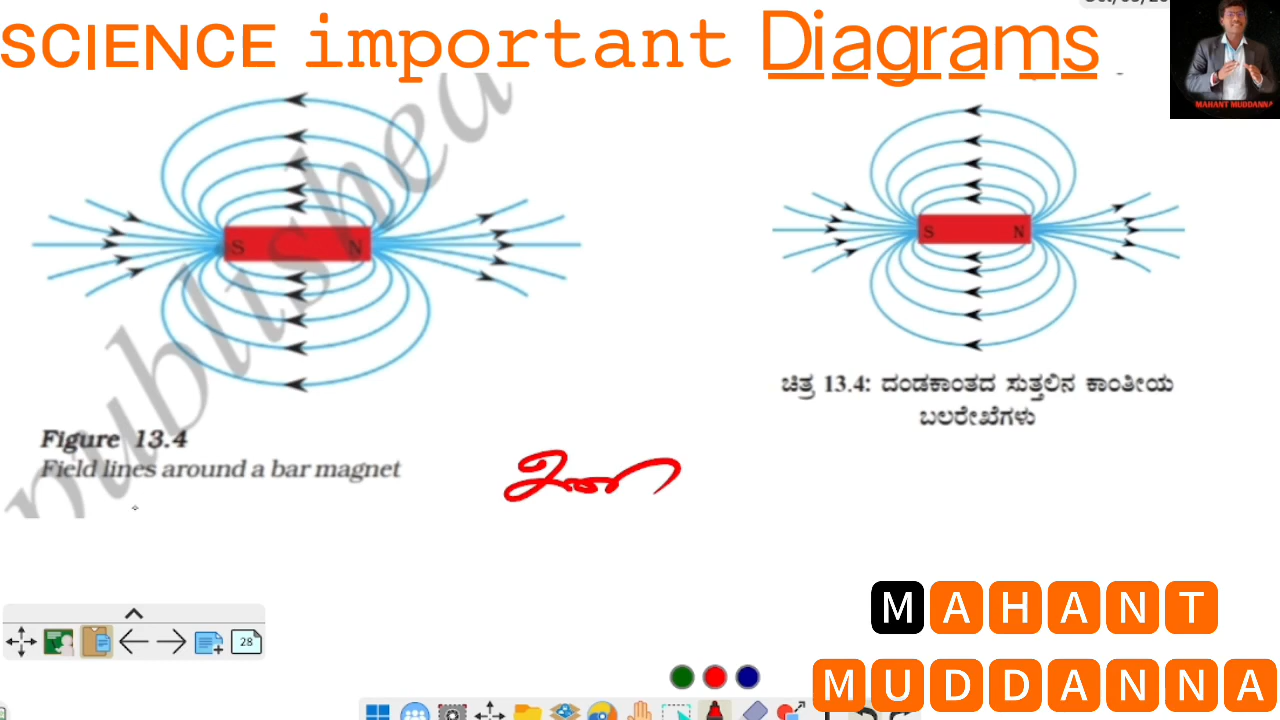 SCIENCE important Diagrams
MAHANT MUDDANNA
S N
S N
Figure 13.4
Field lines around a bar magnet
ಚಿತ್ರ 13.4: ದಂಡಕಾಂತದ ಸುತ್ತಲಿನ ಕಾಂತೀಯ
ಬಲರೇಖೆಗಳು
published
28
MAHANT
MUDDANNA